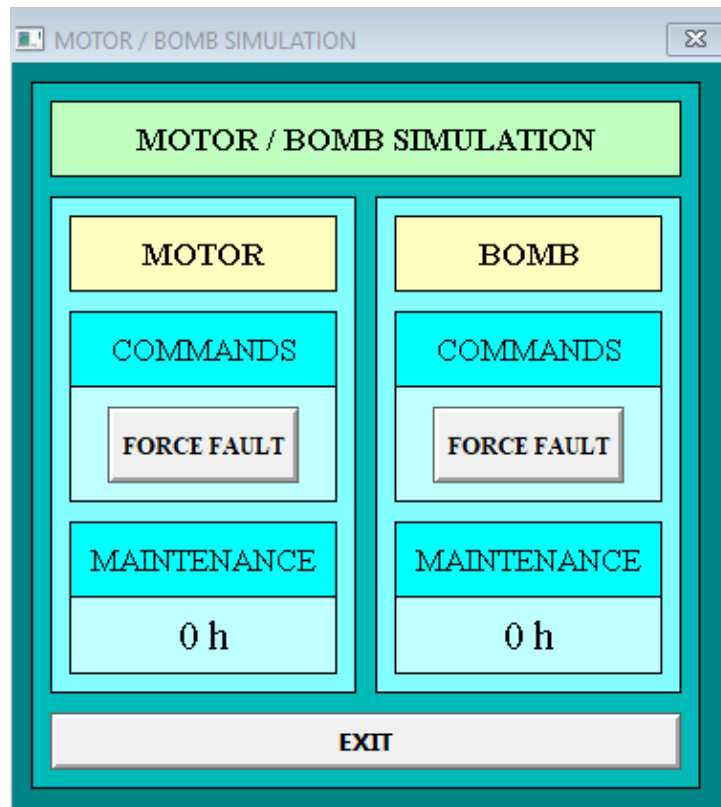 MOTOR / BOMB SIMULATION
MOTOR / BOMB SIMULATION
MOTOR
COMMANDS
FORCE FAULT
MAINTENANCE
0 h
BOMB
COMMANDS
FORCE FAULT
MAINTENANCE
0 h
EXIT